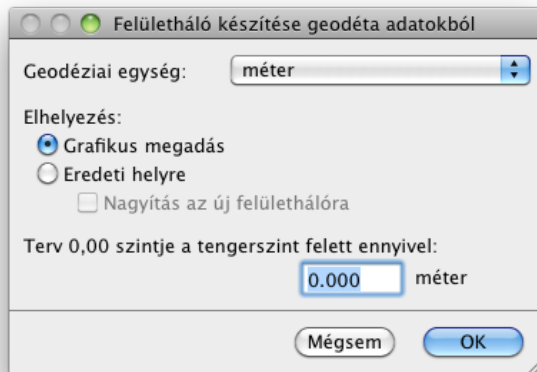 Felületháló készítése geodéta adatokból
Geodéziai egység: méter
Elhelyezés:
Grafikus megadás
Eredeti helyre
Nagyítás az új felülethálóra
Terv 0,00 szintje a tengerszint felett ennyivel:
0.000 méter
Mégsem OK